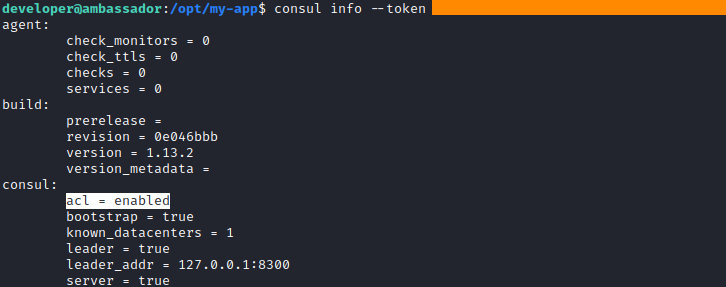 developer@ambassador:/opt/my-app$ consul info --token
agent:
check_monitors = 0
check_ttls = 0
checks = 0
services = 0
build:
prerelease =
revision = 0e046bbb
version = 1.13.2
version_metadata =
consul:
acl = enabled
bootstrap = true
known_datacenters = 1
leader = true
leader_addr = 127.0.0.1:8300
server = true